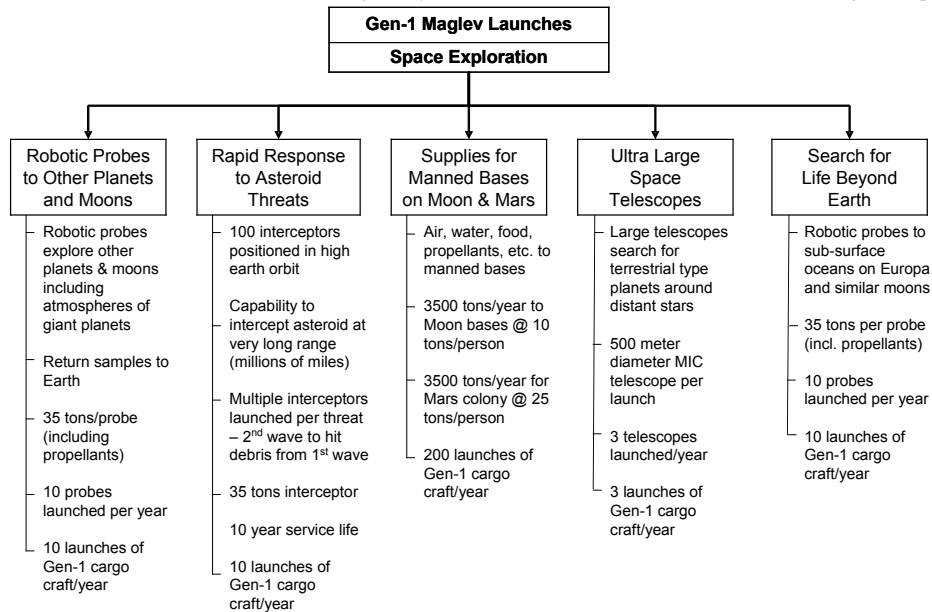 Gen-1 Maglev Launches
Space Exploration
Robotic Probes
to Other Planets
and Moons
Robotic probes
explore other
planets & moons
including
atmospheres of
giant planets
Return samples to
Earth
35 tons/probe
(including
propellants)
10 probes
launched per year
10 launches of
Gen-1 cargo
craft/year
Rapid Response
to Asteroid
Threats
100 interceptors
positioned in high
earth orbit
Capability to
intercept asteroid at
very long range
(millions of miles)
Multiple interceptors
launched per threat
– 2nd wave to hit
debris from 1st wave
35 tons interceptor
10 year service life
10 launches of
Gen-1 cargo
craft/year
Supplies for
Manned Bases
on Moon & Mars
Air, water, food,
propellants, etc. to
manned bases
3500 tons/year to
Moon bases @ 10
tons/person
3500 tons/year for
Mars colony @ 25
tons/person
200 launches of
Gen-1 cargo
craft/year
Ultra Large
Space
Telescopes
Large telescopes
search for
terrestrial type
planets around
distant stars
500 meter
diameter MIC
telescope per
launch
3 telescopes
launched/year
3 launches of
Gen-1 cargo
craft/year
Search for
Life Beyond
Earth
Robotic probes to
sub-surface
oceans on Europa
and similar moons
35 tons per probe
(incl. propellants)
10 probes
launched per year
10 launches of
Gen-1 cargo
craft/year